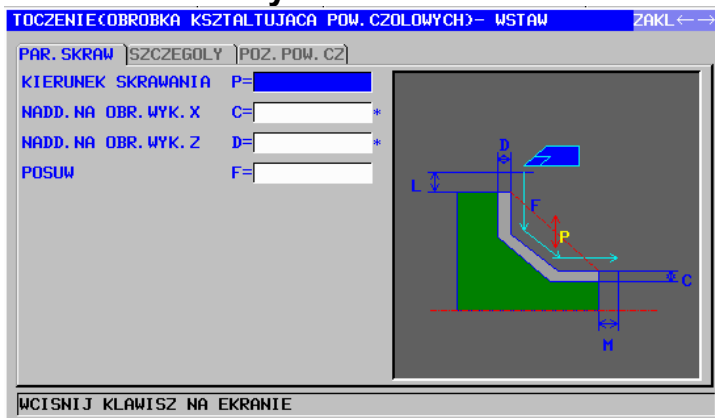 TOCZENIE(OBROBKA KSZTALTUJACA POW.CZOLOWYCH)- WSTAW ZAKL←→
PAR.SKRAW SZCZEGOLY POZ.POW.CZ
KIERUNEK SKRAWANIA P=
NADD.NA OBR.WYK.X C= *
NADD.NA OBR.WYK.Z D= *
POSUW F=
D
L
F
P
C
M
WCISNIJ KLAWISZ NA EKRANIE